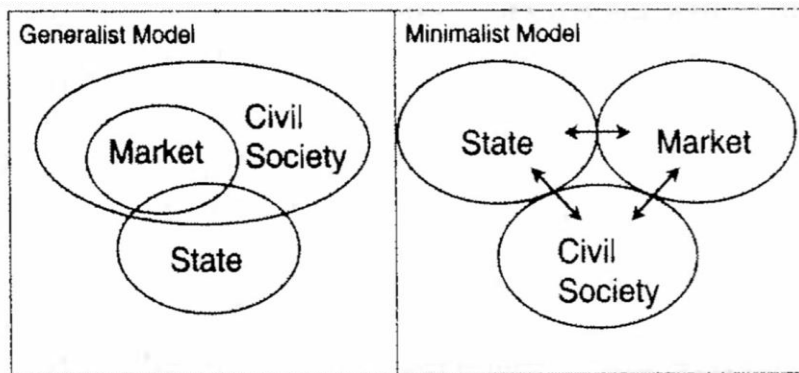 Generalist Model
Civil
Society
Market
State
Minimalist Model
State
Market
Civil
Society